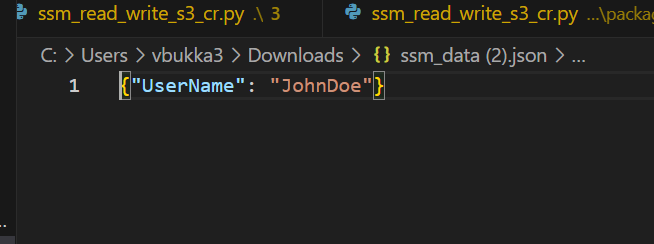 ssm_read_write_s3_cr.py .\ 3 ssm_read_write_s3_cr.py ...\packag
C: > Users > vbukka3 > Downloads > {} ssm_data (2).json > ...
1 {"UserName": "JohnDoe"}
..